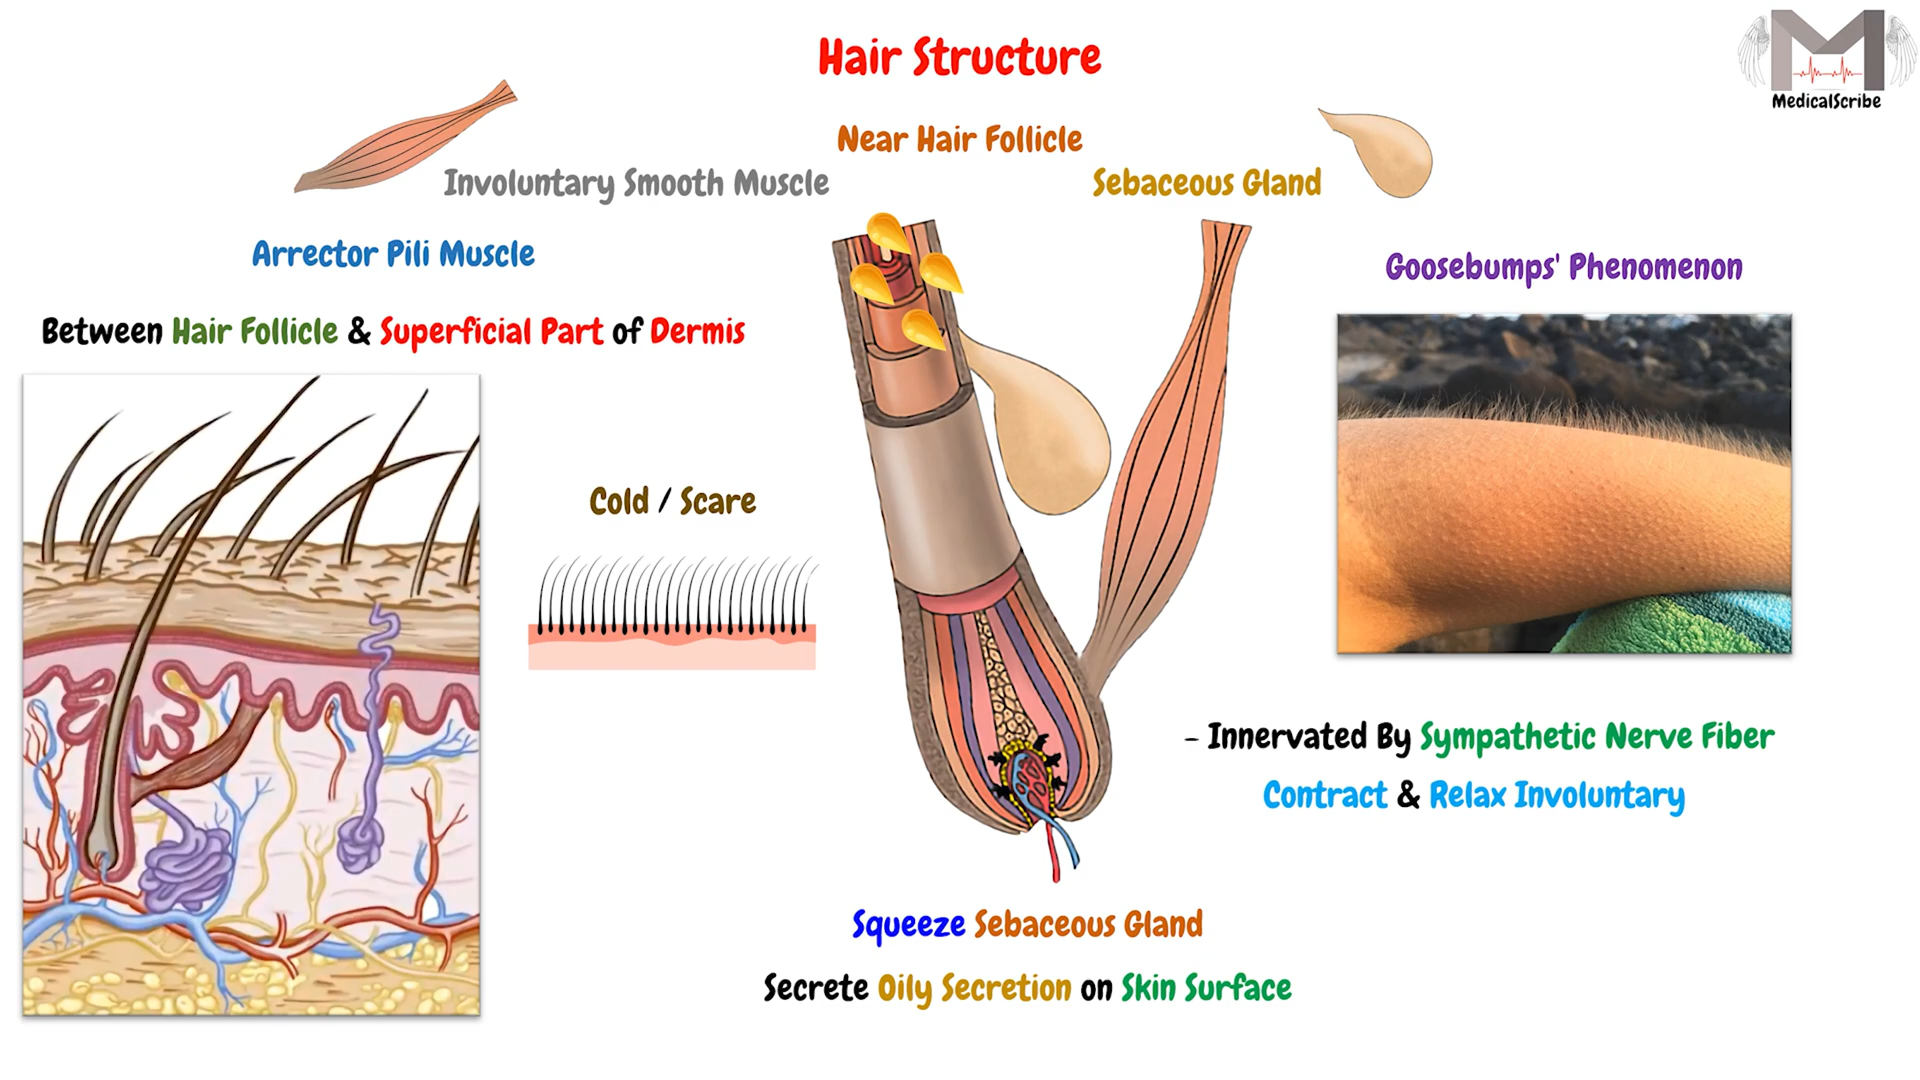 Hair Structure
MedicalScribe
Near Hair Follicle
Involuntary Smooth Muscle
Sebaceous Gland
Arrector Pili Muscle
Goosebumps' Phenomenon
Between Hair Follicle & Superficial Part of Dermis
Cold / Scare
- Innervated By Sympathetic Nerve Fiber
Contract & Relax Involuntary
Squeeze Sebaceous Gland
Secrete Oily Secretion on Skin Surface